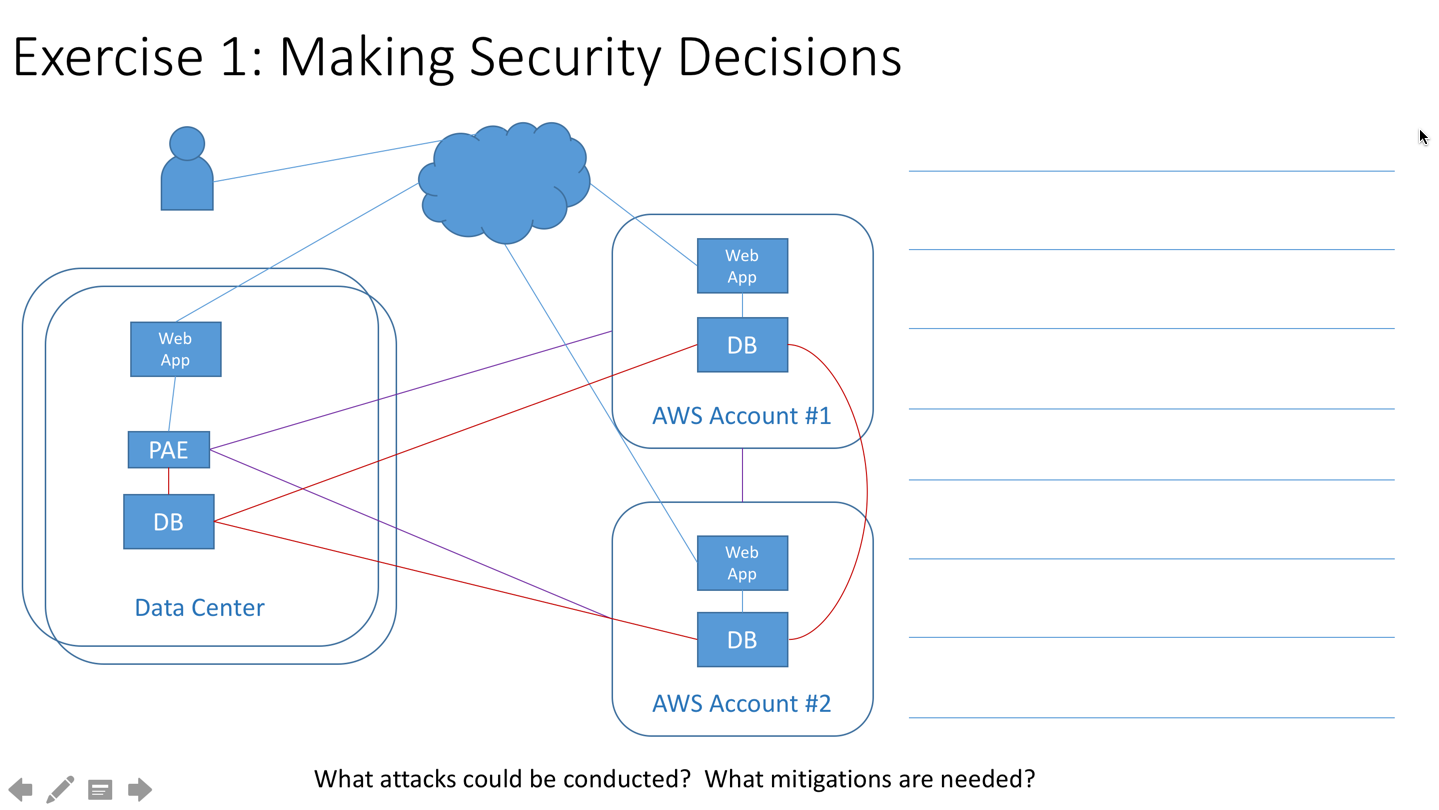 Exercise 1: Making Security Decisions
Web
App
DB
AWS Account #1
Web
App
PAE
DB
Data Center
Web
App
DB
AWS Account #2
What attacks could be conducted?  What mitigations are needed?